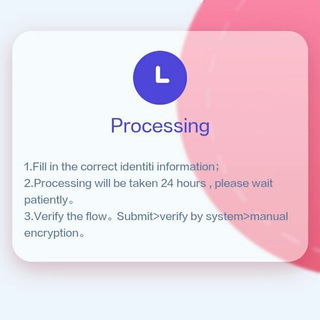 Processing
1.Fill in the correct identiti information；
2.Processing will be taken 24 hours , please wait
patiently。
3.Verify the flow。Submit>verify by system>manual
encryption。